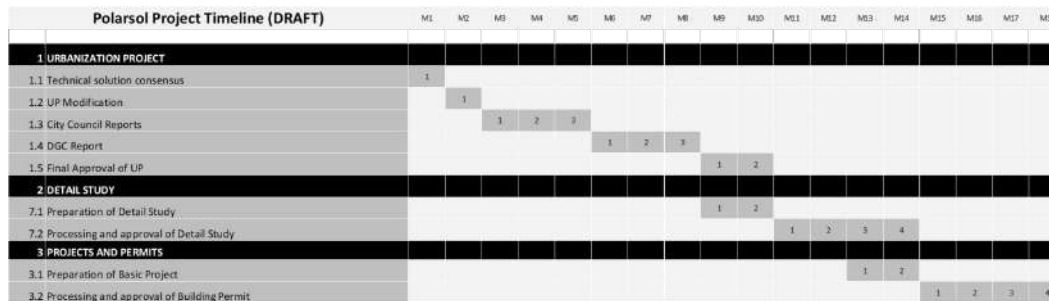 Polarsol Project Timeline (DRAFT) M1 M2 M3 M4 M5 M6 M7 M8 M9 M10 M11 M12 M13 M14 M15 M16 M17
1 URBANIZATION PROJECT
1.1 Technical solution consensus 1
1.2 UP Modification 1
1.3 City Council Reports 1 2 3
1.4 DGC Report 1 2 3
1.5 Final Approval of UP 1 2
2 DETAIL STUDY
7.1 Preparation of Detail Study 1 2
7.2 Processing and approval of Detail Study 1 2 3 4
3 PROJECTS AND PERMITS
3.1 Preparation of Basic Project 1 2
3.2 Processing and approval of Building Permit 1 2 3 4